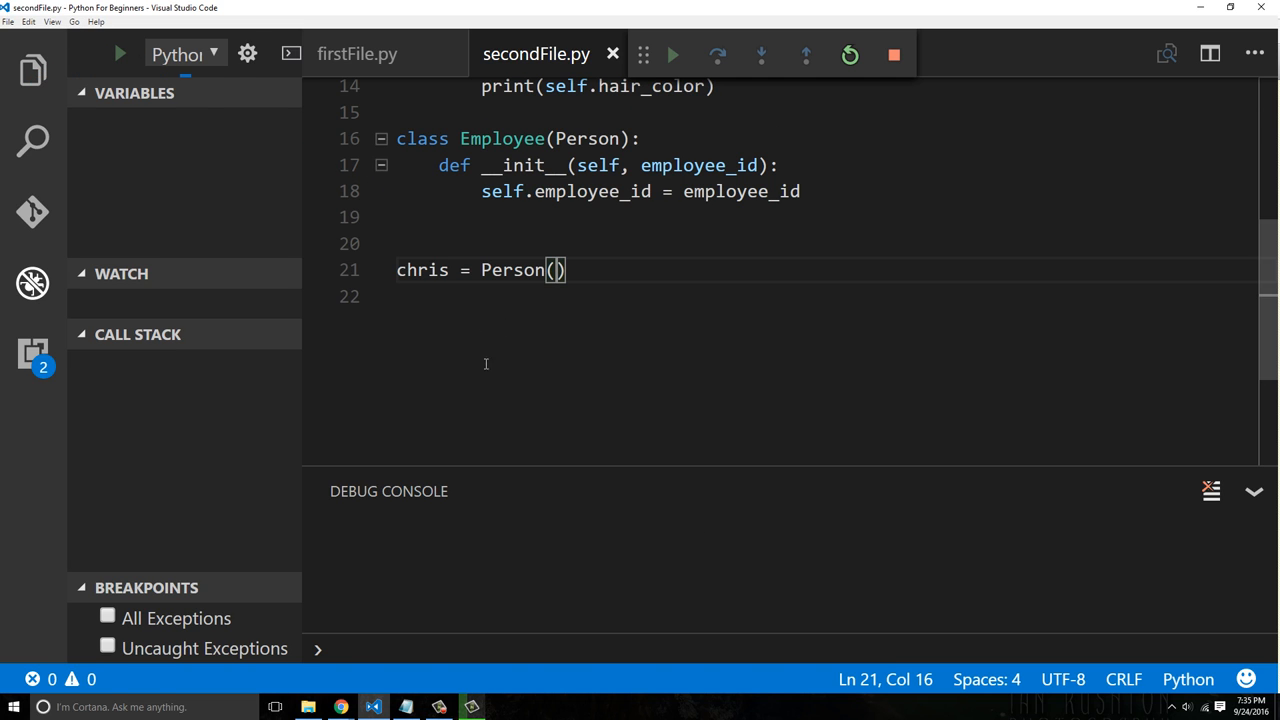 secondFile.py - Python For Beginners - Visual Studio Code
File Edit View Go Help
Pytho
firstFile.py
secondFile.py
VARIABLES
14 print(self.hair_color)
15
16 class Employee(Person):
17 def __init__(self, employee_id):
18 self.employee_id = employee_id
19
20
WATCH
21 chris = Person()
22
CALL STACK
2
DEBUG CONSOLE
BREAKPOINTS
All Exceptions
Uncaught Exceptions
0 0
Ln 21, Col 16 Spaces: 4 UTF-8 CRLF Python
I'm Cortana. Ask me anything.
7:35 PM
9/24/2016